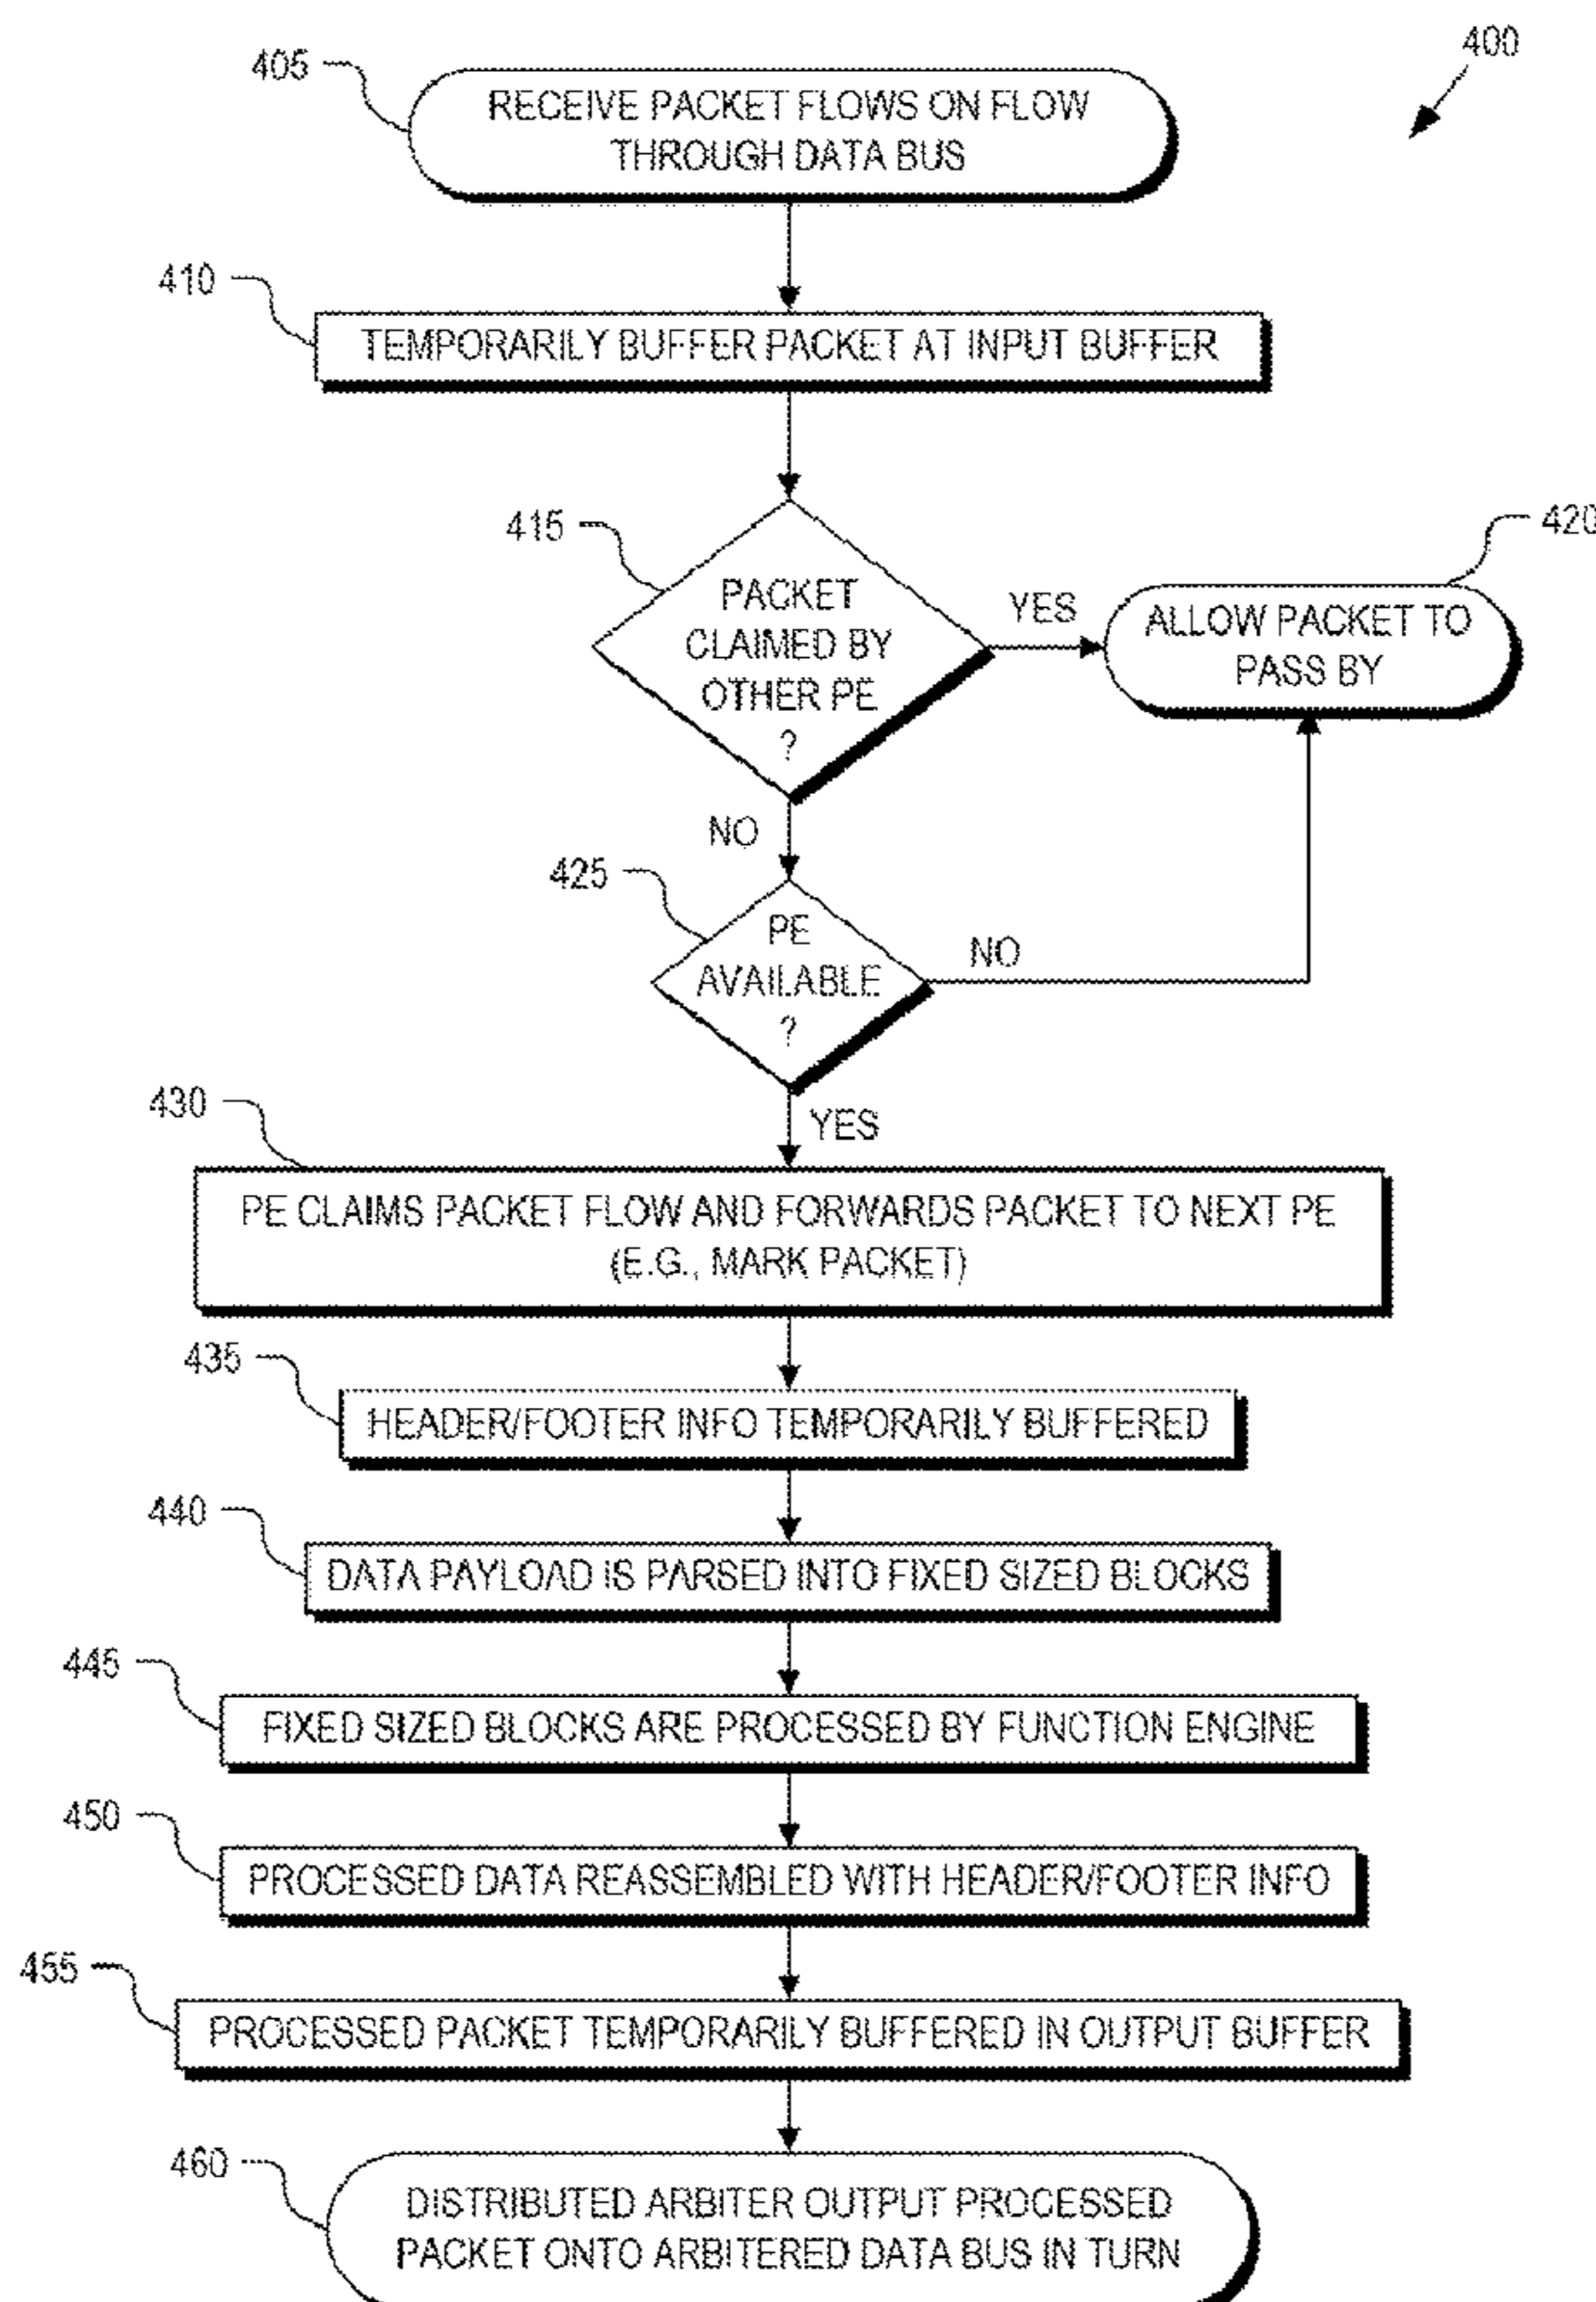 400
405
RECEIVE PACKET FLOWS ON FLOW
THROUGH DATA BUS
410
TEMPORARILY BUFFER PACKET AT INPUT BUFFER
415
PACKET
CLAIMED BY
OTHER PE
?
YES
420
ALLOW PACKET TO
PASS BY
NO
425
PE
AVAILABLE
?
NO
YES
430
PE CLAIMS PACKET FLOW AND FORWARDS PACKET TO NEXT PE
(E.G., MARK PACKET)
435
HEADER/FOOTER INFO TEMPORARILY BUFFERED
440
DATA PAYLOAD IS PARSED INTO FIXED SIZED BLOCKS
445
FIXED SIZED BLOCKS ARE PROCESSED BY FUNCTION ENGINE
450
PROCESSED DATA REASSEMBLED WITH HEADER/FOOTER INFO
455
PROCESSED PACKET TEMPORARILY BUFFERED IN OUTPUT BUFFER
460
DISTRIBUTED ARBITER OUTPUT PROCESSED
PACKET ONTO ARBITERED DATA BUS IN TURN